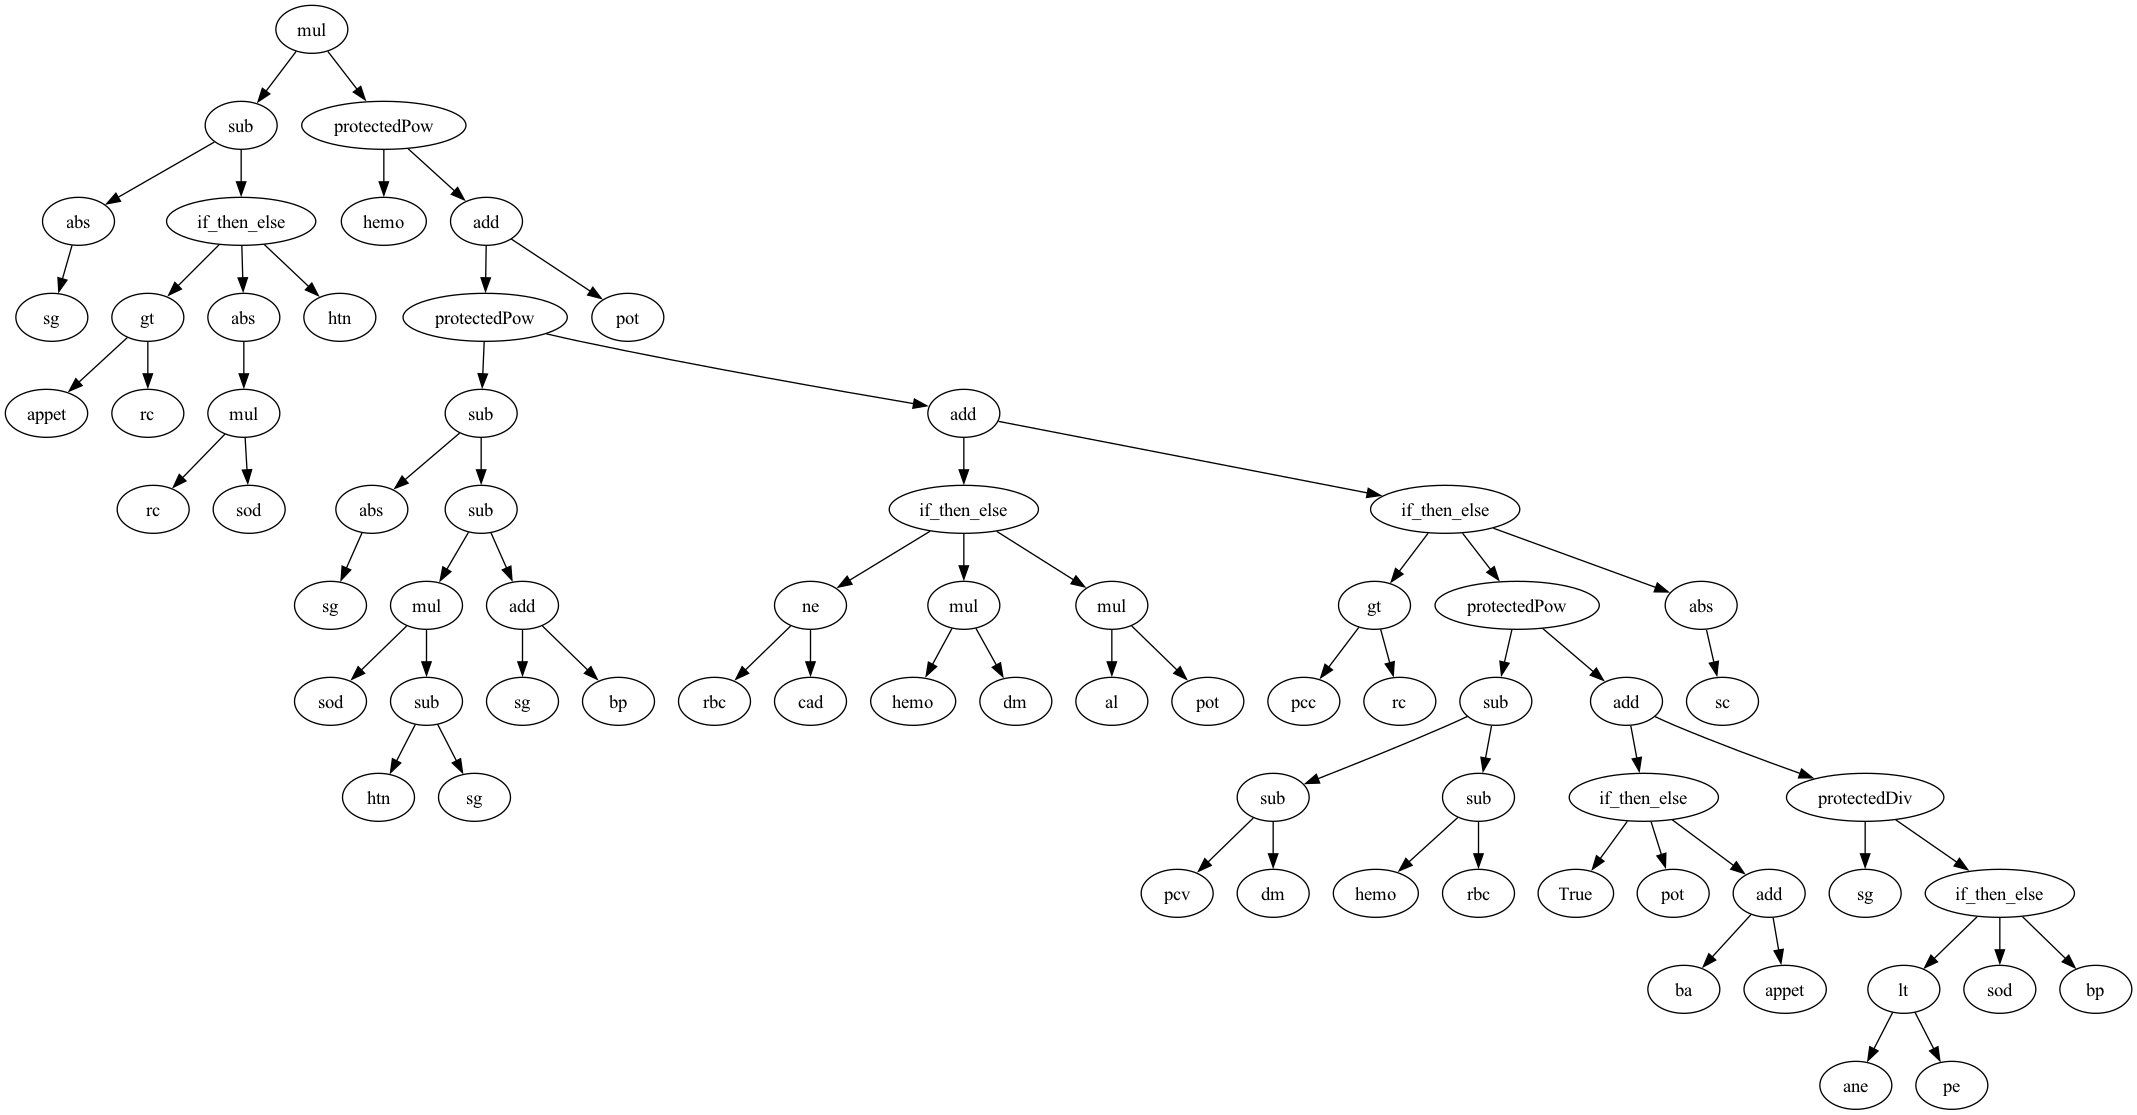 mul
sub
protectedPow
abs
if_then_else
hemo
add
sg
gt
abs
htn
protectedPow
pot
appet
rc
mul
sub
add
rc
sod
abs
sub
if_then_else
if_then_else
sg
mul
add
ne
mul
mul
gt
protectedPow
abs
sod
sub
sg
bp
rbc
cad
hemo
dm
al
pot
pcc
rc
sub
add
sc
htn
sg
sub
sub
if_then_else
protectedDiv
pcv
dm
hemo
rbc
True
pot
add
sg
if_then_else
ba
appet
lt
sod
bp
ane
pe